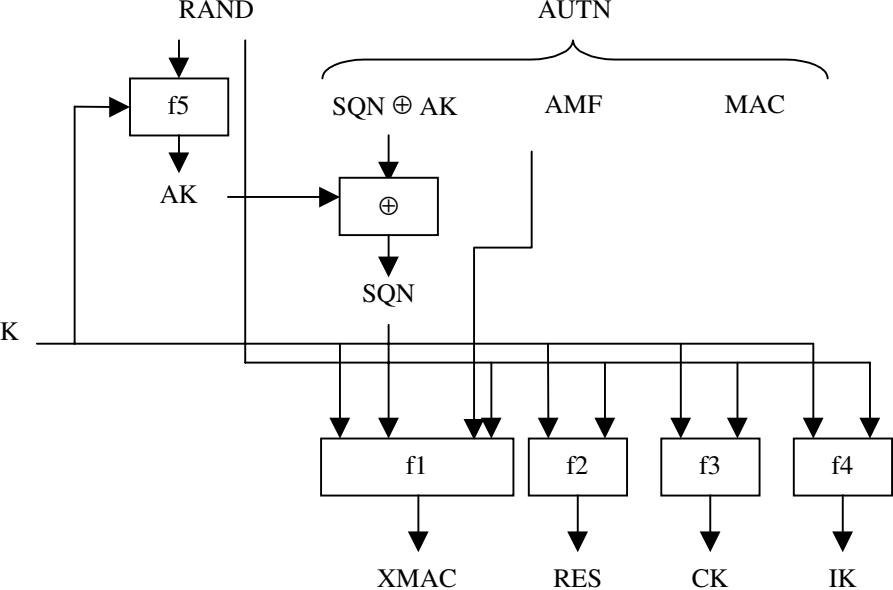 RAND AUTN
f5 SQN ⊕ AK AMF MAC
AK ⊕
SQN
K
f1 f2 f3 f4
XMAC RES CK IK